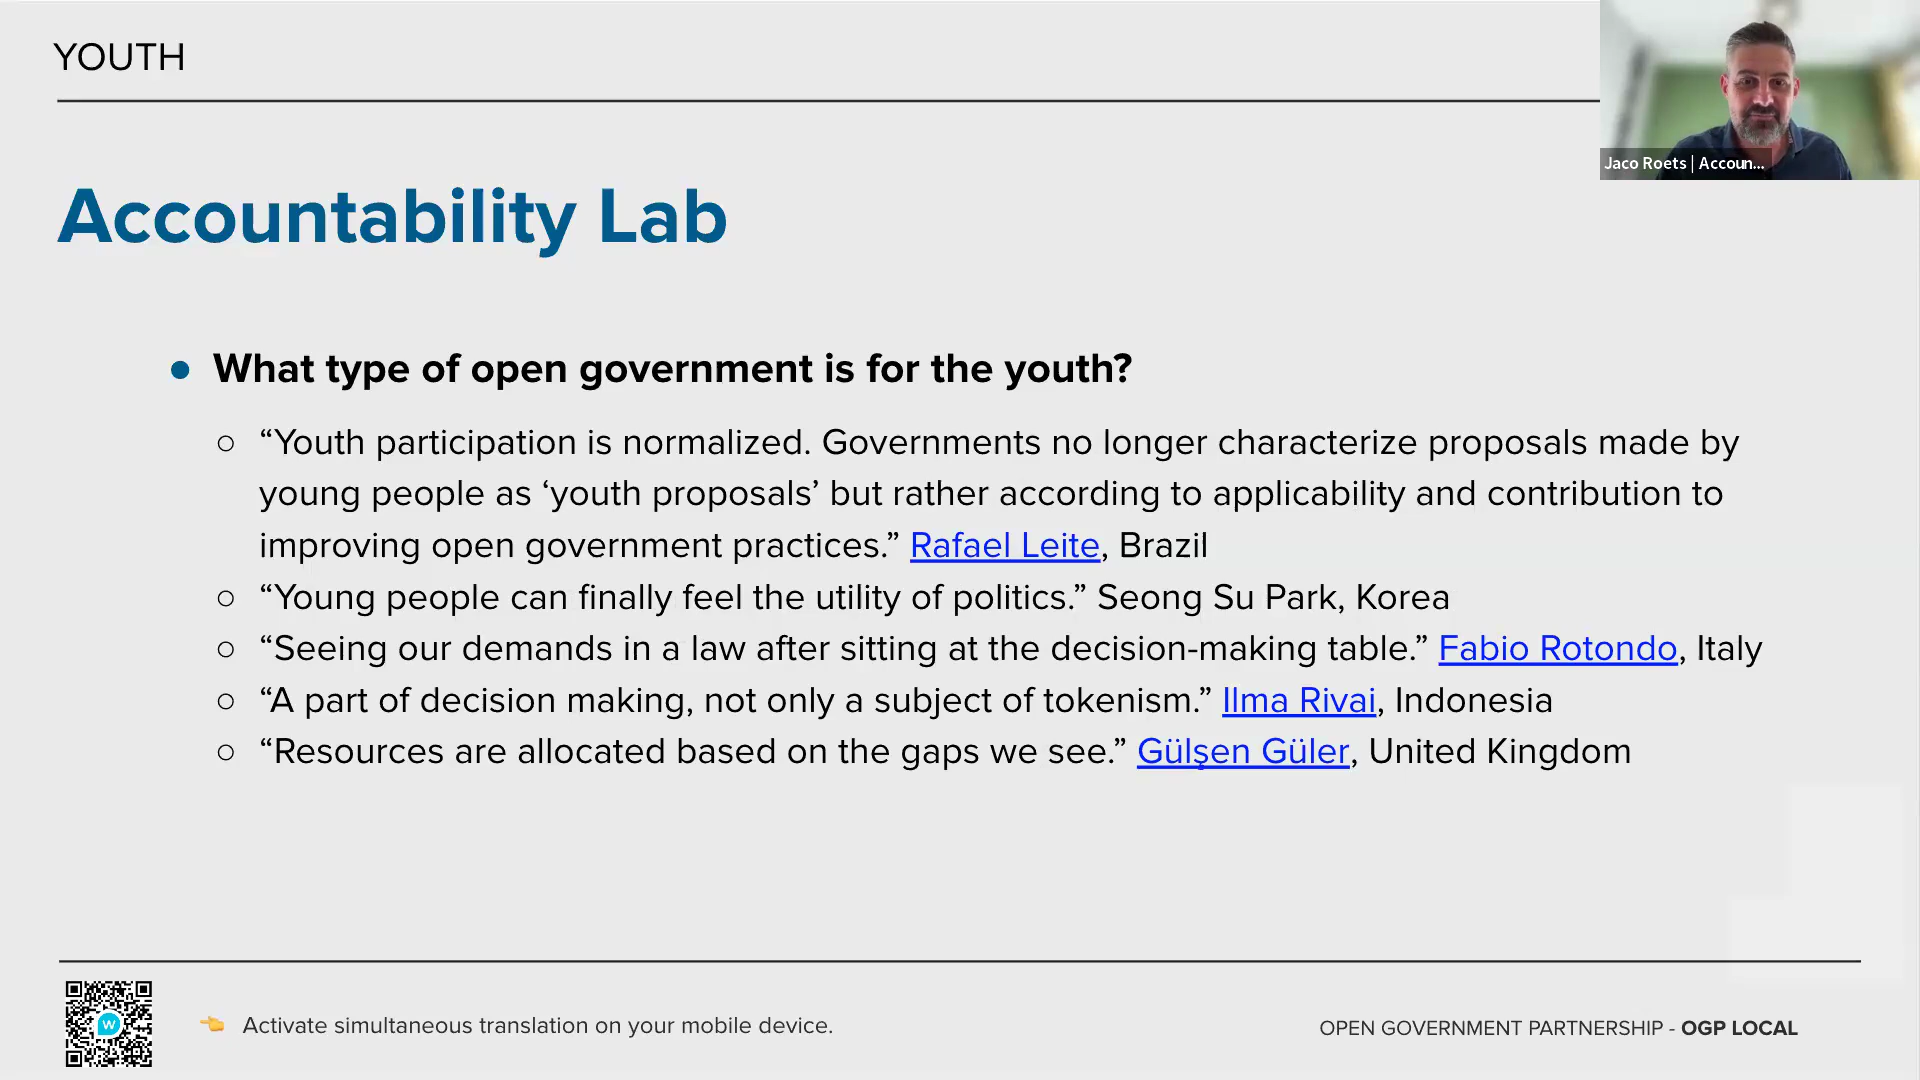 YOUTH
Jaco Roets | Accoun...
Accountability Lab
● What type of open government is for the youth?
○ “Youth participation is normalized. Governments no longer characterize proposals made by
young people as ‘youth proposals’ but rather according to applicability and contribution to
improving open government practices.” Rafael Leite, Brazil
○ “Young people can finally feel the utility of politics.” Seong Su Park, Korea
○ “Seeing our demands in a law after sitting at the decision-making table.” Fabio Rotondo, Italy
○ “A part of decision making, not only a subject of tokenism.” Ilma Rivai, Indonesia
○ “Resources are allocated based on the gaps we see.” Gülşen Güler, United Kingdom
w
👈 Activate simultaneous translation on your mobile device.
OPEN GOVERNMENT PARTNERSHIP - OGP LOCAL